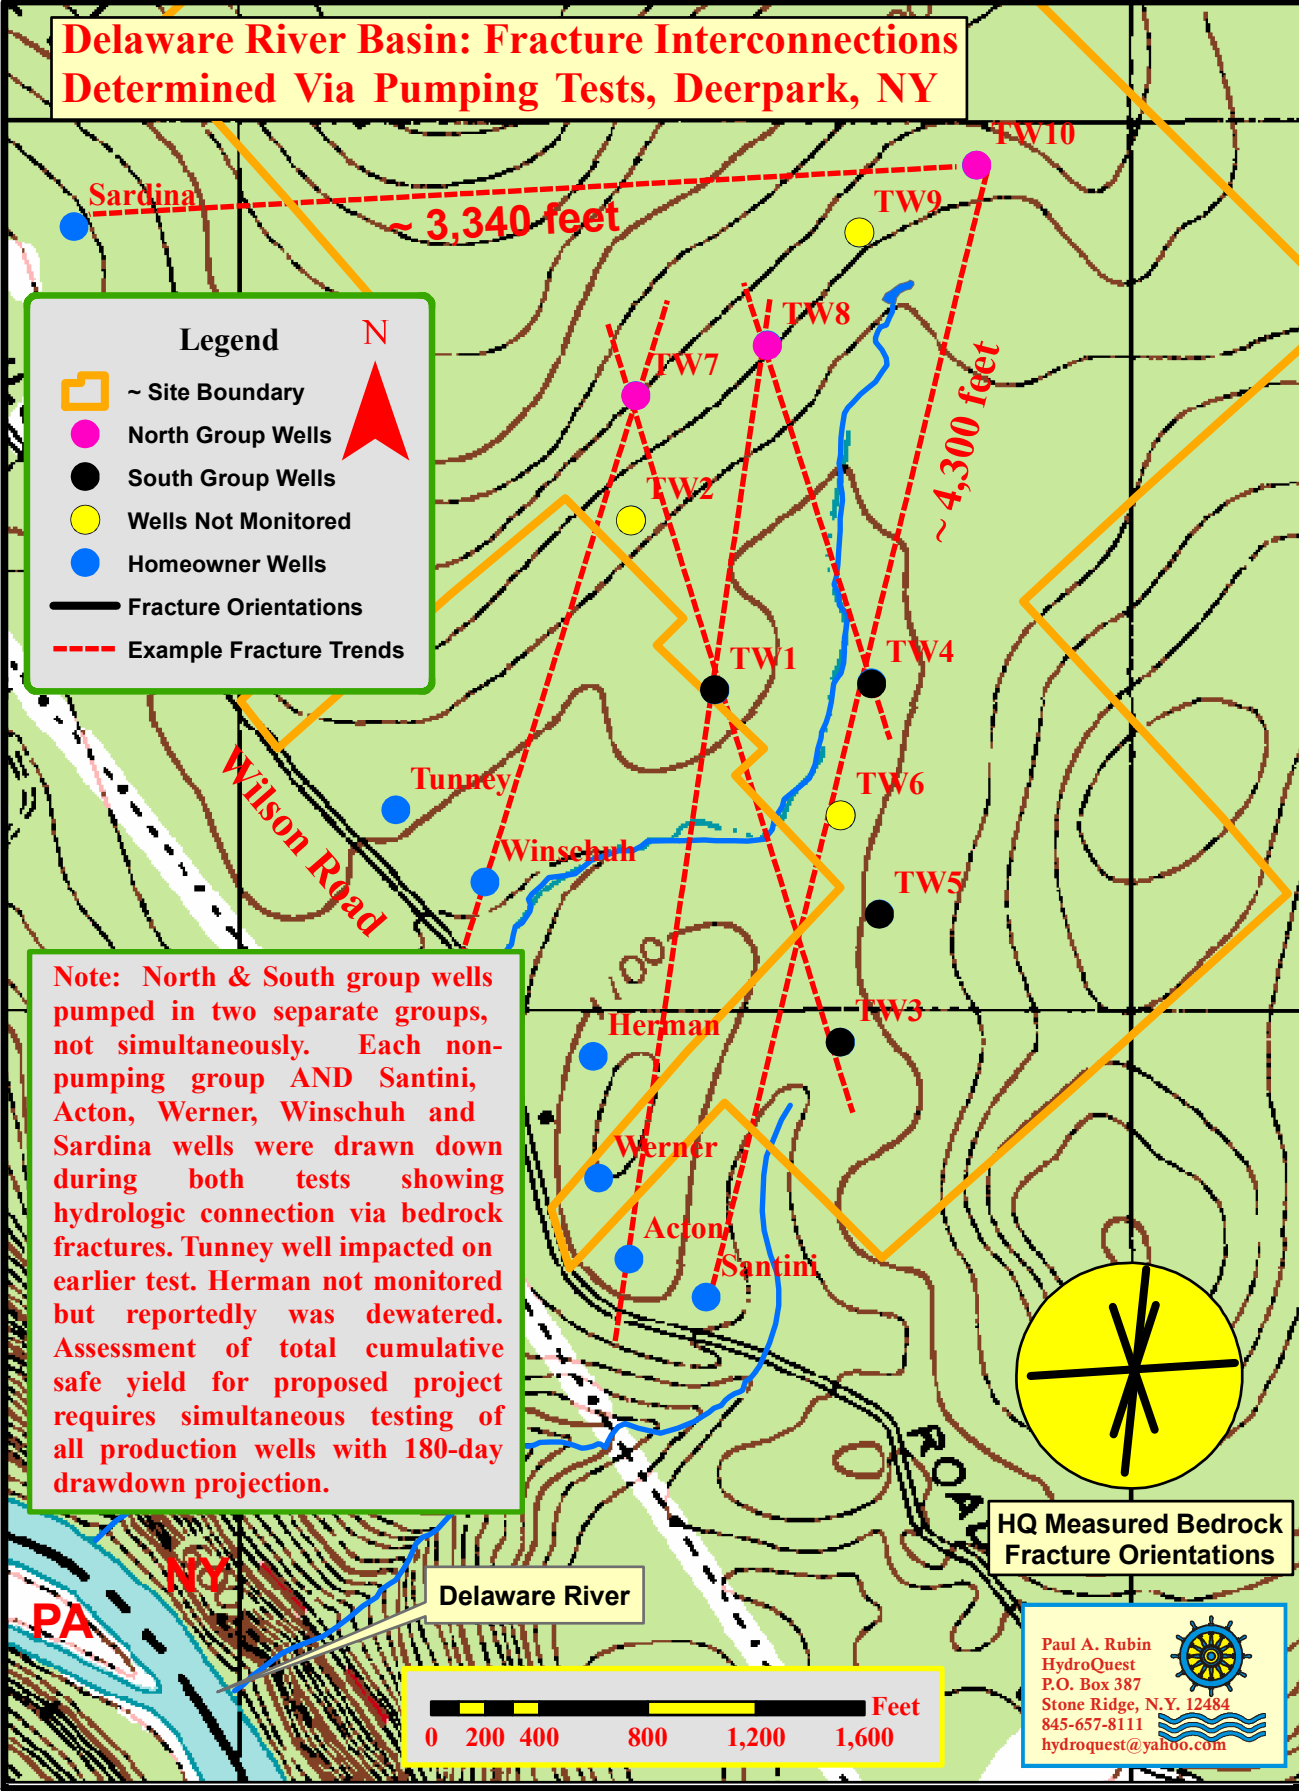 Delaware River Basin: Fracture Interconnections
Determined Via Pumping Tests, Deerpark, NY
TW10
Sardina
TW9
~ 3,340 feet
TW8
TW7
~ 4,300 feet
TW2
TW1
TW4
Tunney
TW6
Wilson Road
Winschuh
TW5
1100
TW3
Herman
Werner
Acton
Santini
Legend
N
~ Site Boundary
North Group Wells
South Group Wells
Wells Not Monitored
Homeowner Wells
Fracture Orientations
Example Fracture Trends
Note: North & South group wells
pumped in two separate groups,
not simultaneously. Each non-
pumping group AND Santini,
Acton, Werner, Winschuh and
Sardina wells were drawn down
during both tests showing
hydrologic connection via bedrock
fractures. Tunney well impacted on
earlier test. Herman not monitored
but reportedly was dewatered.
Assessment of total cumulative
safe yield for proposed project
requires simultaneous testing of
all production wells with 180-day
drawdown projection.
HQ Measured Bedrock
Fracture Orientations
NY
PA
Delaware River
Feet
0 200 400 800 1,200 1,600
Paul A. Rubin
HydroQuest
P.O. Box 387
Stone Ridge, N.Y. 12484
845-657-8111
hydroquest@yahoo.com